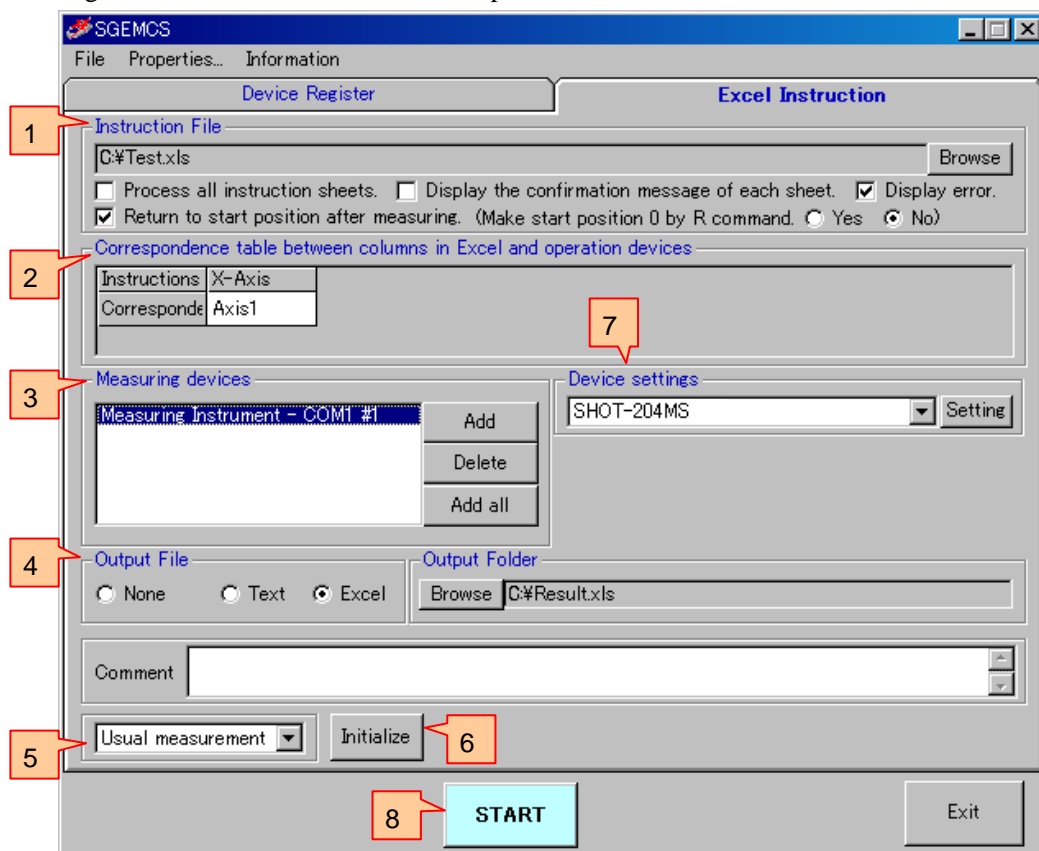 SGEMCS
File Properties... Information
Device Register Excel Instruction
1 Instruction File
C:¥Test.xls Browse
Process all instruction sheets. Display the confirmation message of each sheet. Display error.
Return to start position after measuring. (Make start position 0 by R command. Yes No)
2 Correspondence table between columns in Excel and operation devices
Instructions X-Axis
Corresponde Axis1
7
3 Measuring devices Device settings
Measuring Instrument - COM1 #1 Add SHOT-204MS Setting
Delete
Add all
4 Output File Output Folder
None Text Excel Browse C:¥Result.xls
Comment
5 Usual measurement Initialize 6
8 START Exit